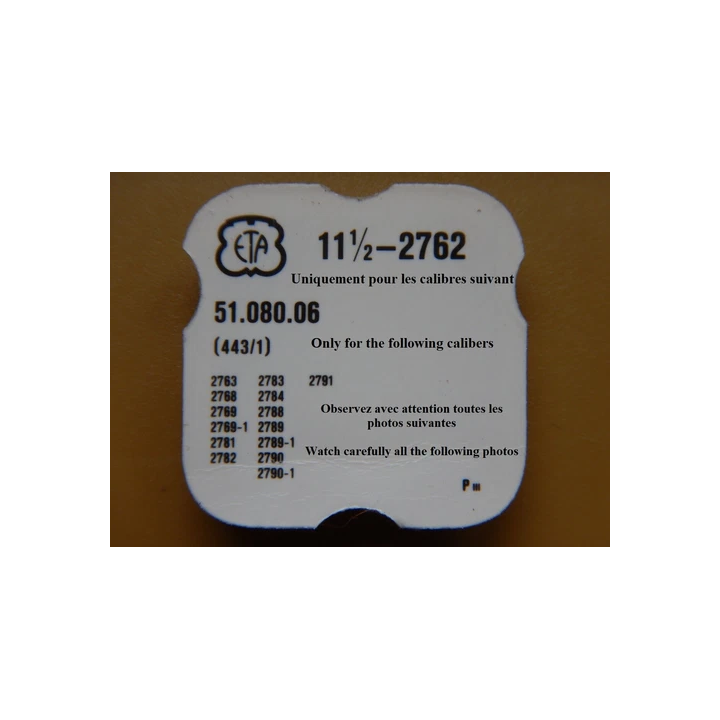 ETA
11½–2762
Uniquement pour les calibres suivant
51.080.06
(443/1)
Only for the following calibers
2763 2783 2791
2768 2784
2769 2788
2769-1 2789
2781 2789-1
2782 2790
2790-1
Observez avec attention toutes les
photos suivantes
Watch carefully all the following photos
P m